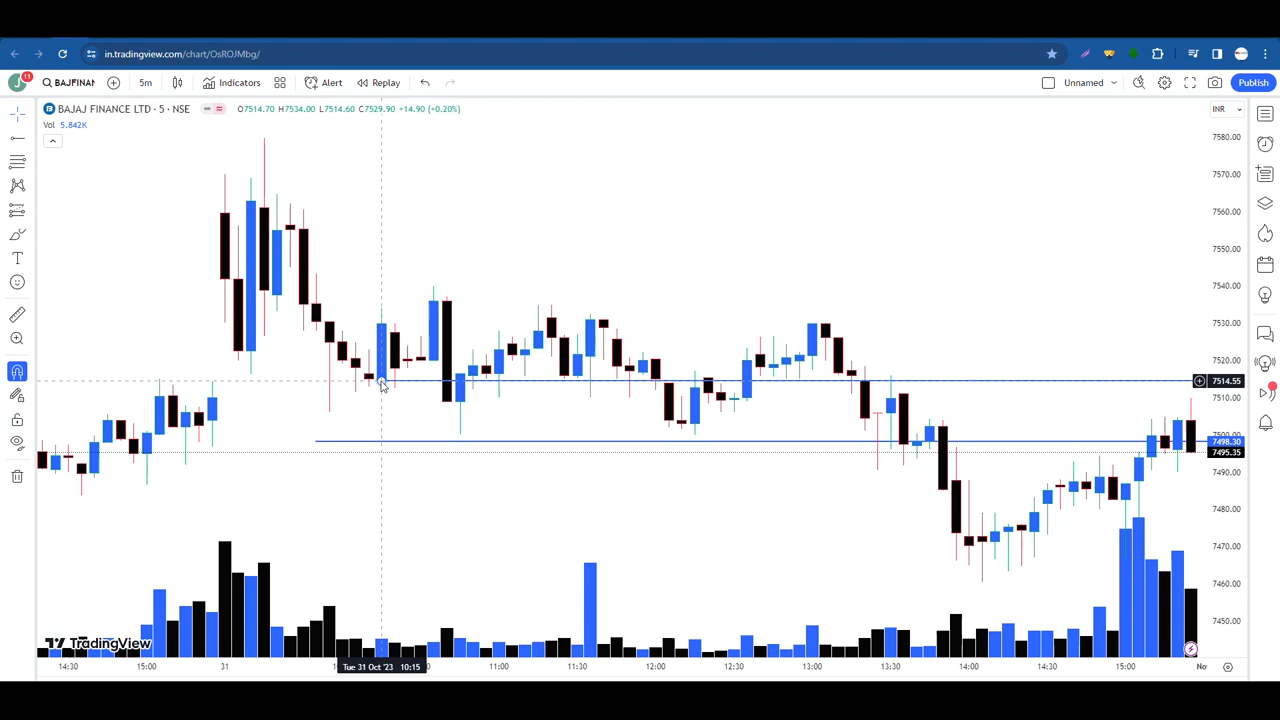 in.tradingview.com/chart/OsROJMbg/
J 11 BAJFINAN 5m Indicators Alert Replay Unnamed Publish
BAJAJ FINANCE LTD · 5 · NSE O7514.70 H7534.00 L7514.60 C7529.90 +14.90 (+0.20%) INR
Vol 5.842K
7580.00
7570.00
7560.00
7550.00
7540.00
7530.00
7520.00
7514.55
7510.00
7500.00
7498.30
7495.35
7490.00
7480.00
7470.00
7460.00
7450.00
TradingView
14:30 15:00 31 Tue 31 Oct '23 10:15 11:00 11:30 12:00 12:30 13:00 13:30 14:00 14:30 15:00